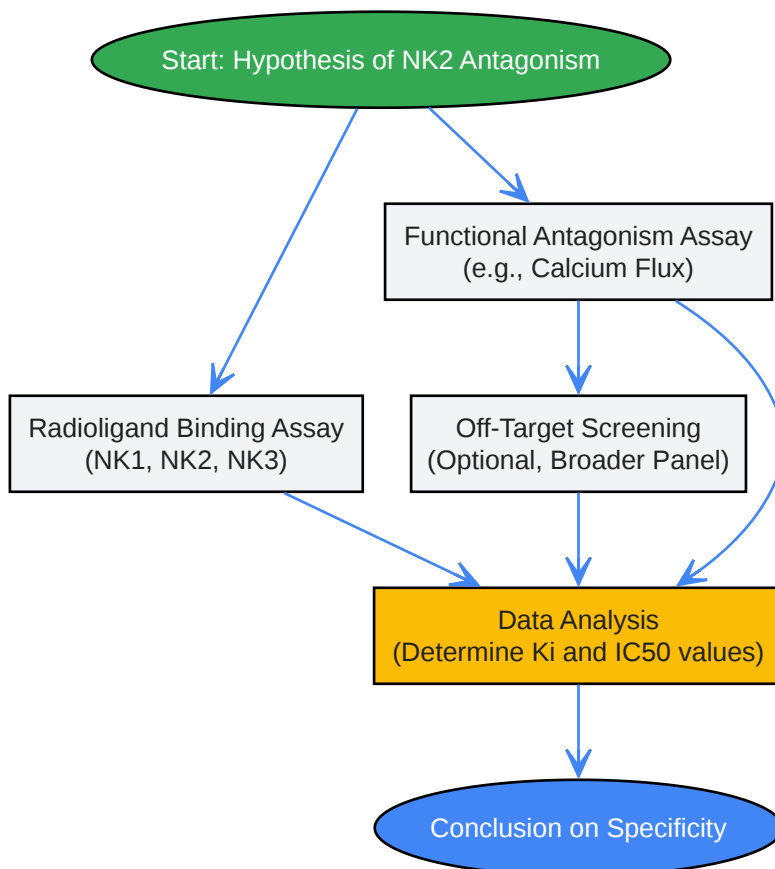 Start: Hypothesis of NK2 Antagonism
Functional Antagonism Assay
(e.g., Calcium Flux)
Radioligand Binding Assay
(NK1, NK2, NK3)
Off-Target Screening
(Optional, Broader Panel)
Data Analysis
(Determine Ki and IC50 values)
Conclusion on Specificity